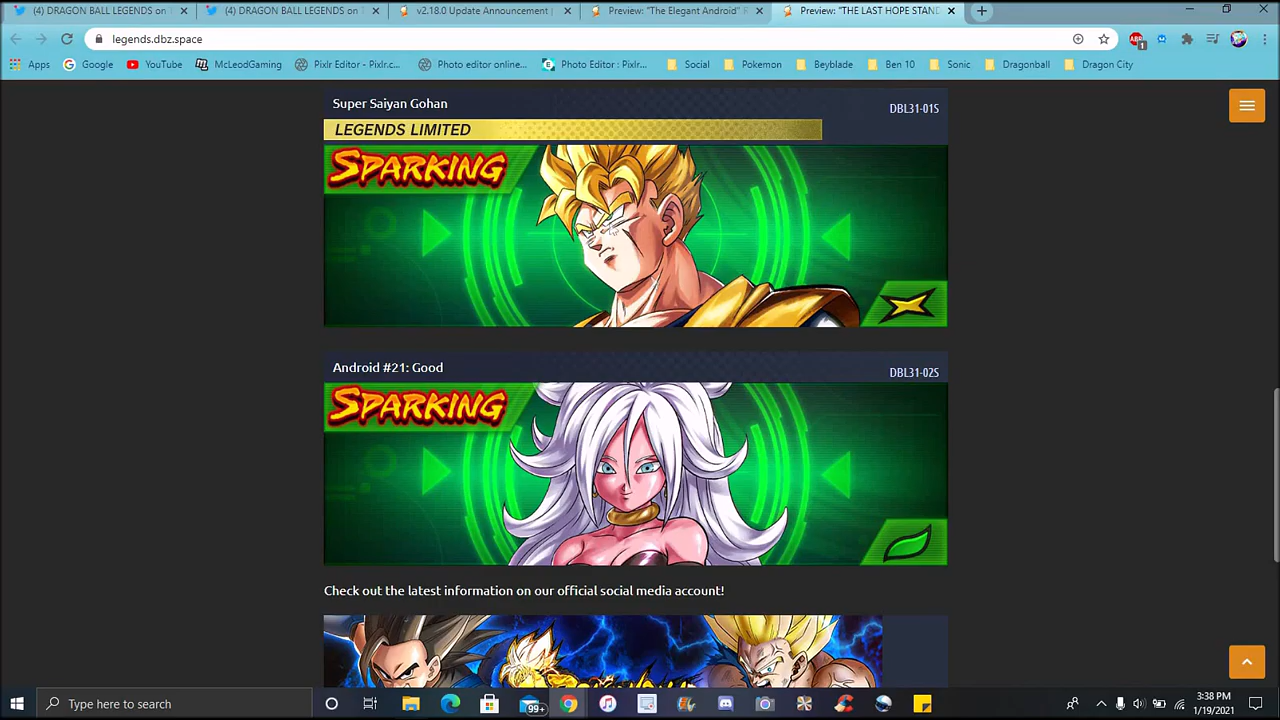 (4) DRAGON BALL LEGENDS on T
(4) DRAGON BALL LEGENDS on T
v2.18.0 Update Announcement |
Preview: "The Elegant Android" R
Preview: "THE LAST HOPE STAND
legends.dbz.space
ABP
1
Apps
Google
YouTube
McLeodGaming
Pixlr Editor - Pixlr.c...
Photo editor online...
Photo Editor : Pixlr...
Social
Pokemon
Beyblade
Ben 10
Sonic
Dragonball
Dragon City
Super Saiyan Gohan
DBL31-01S
LEGENDS LIMITED
SPARKING
Android #21: Good
DBL31-02S
SPARKING
Check out the latest information on our official social media account!
Type here to search
99+
3:38 PM
1/19/2021